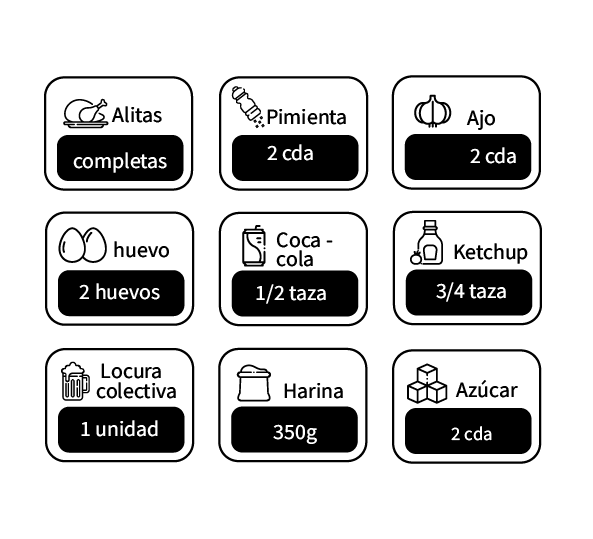 Alitas
completas
Pimienta
2 cda
Ajo
2 cda
huevo
2 huevos
Coca -
cola
1/2 taza
Ketchup
3/4 taza
Locura
colectiva
1 unidad
Harina
350g
Azúcar
2 cda